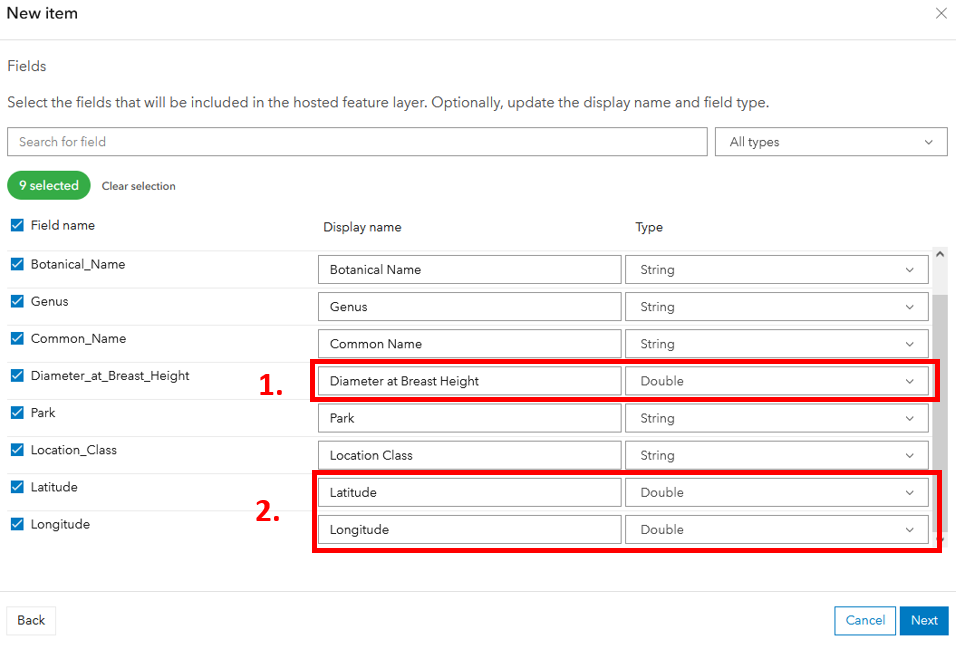 New item
Fields
Select the fields that will be included in the hosted feature layer. Optionally, update the display name and field type.
Search for field All types
9 selected Clear selection
Field name Display name Type
Botanical_Name Botanical Name String
Genus Genus String
Common_Name Common Name String
Diameter_at_Breast_Height 1. Diameter at Breast Height Double
Park Park String
Location_Class Location Class String
Latitude Latitude Double
2.
Longitude Longitude Double
Back Cancel Next